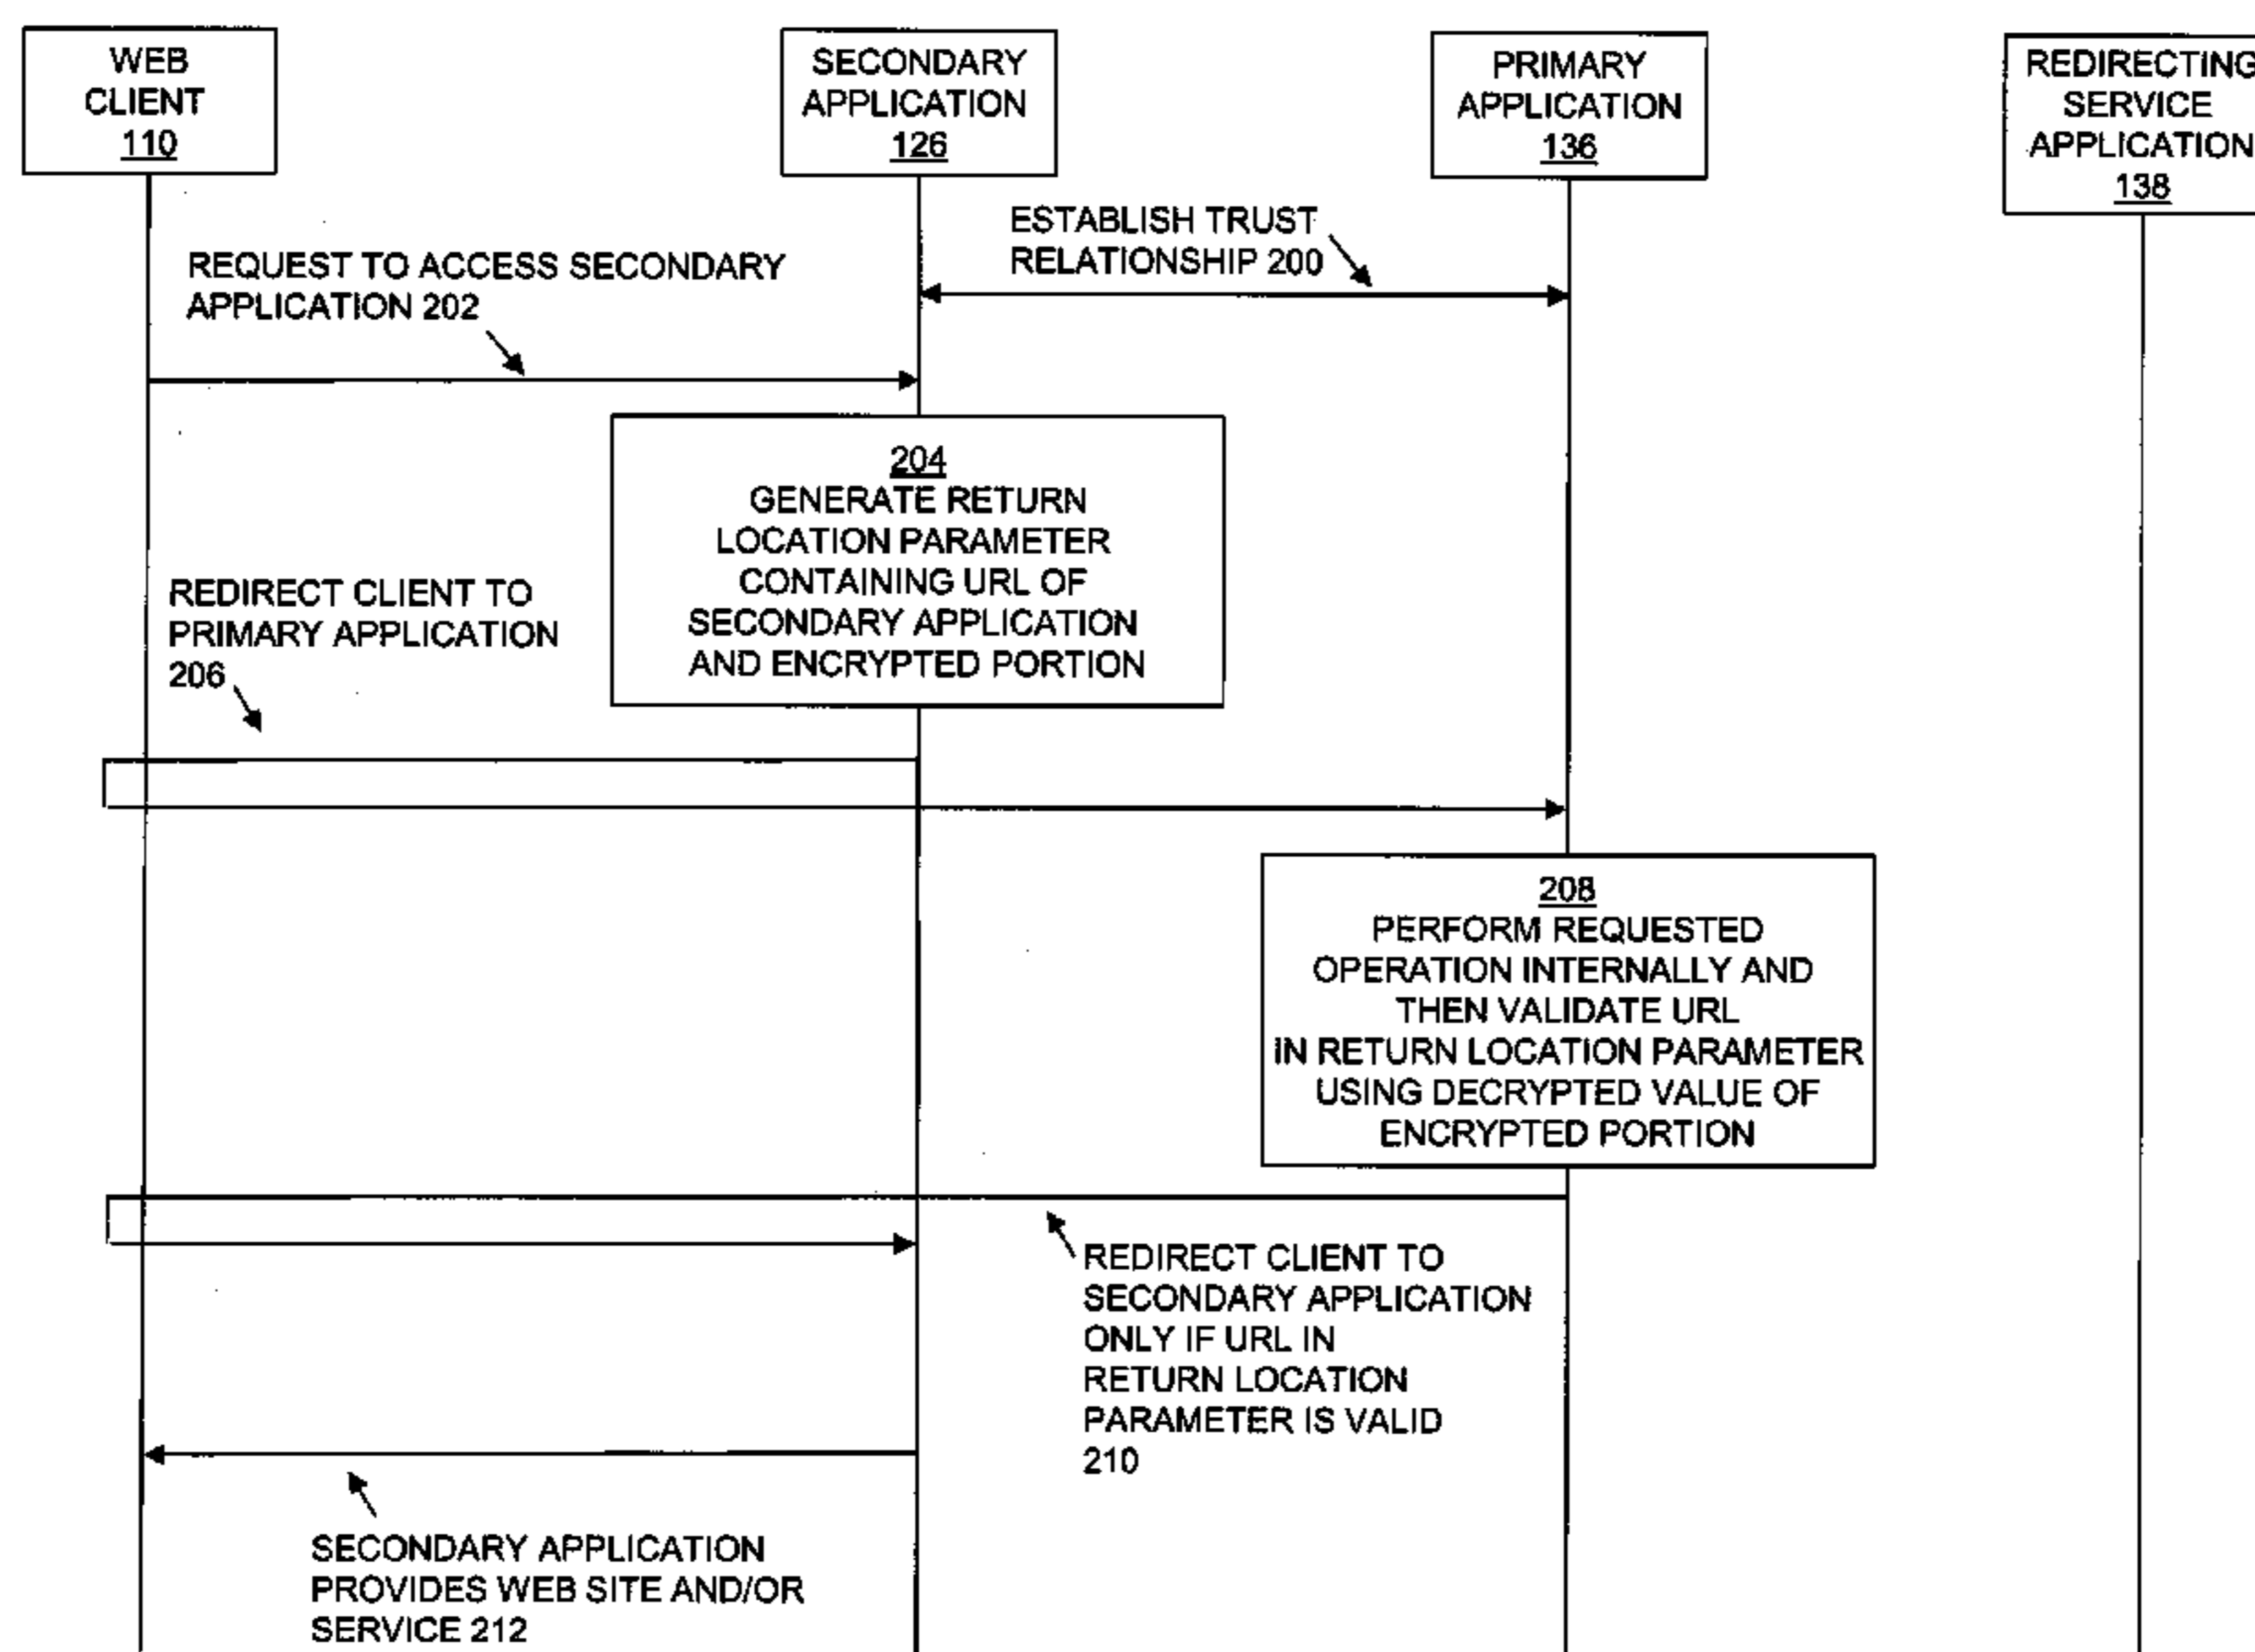 WEB
CLIENT
110
SECONDARY
APPLICATION
126
PRIMARY
APPLICATION
136
REDIRECTING
SERVICE
APPLICATION
138
ESTABLISH TRUST
RELATIONSHIP 200
REQUEST TO ACCESS SECONDARY
APPLICATION 202
204
GENERATE RETURN
LOCATION PARAMETER
CONTAINING URL OF
SECONDARY APPLICATION
AND ENCRYPTED PORTION
REDIRECT CLIENT TO
PRIMARY APPLICATION
206
208
PERFORM REQUESTED
OPERATION INTERNALLY AND
THEN VALIDATE URL
IN RETURN LOCATION PARAMETER
USING DECRYPTED VALUE OF
ENCRYPTED PORTION
REDIRECT CLIENT TO
SECONDARY APPLICATION
ONLY IF URL IN
RETURN LOCATION
PARAMETER IS VALID
210
SECONDARY APPLICATION
PROVIDES WEB SITE AND/OR
SERVICE 212